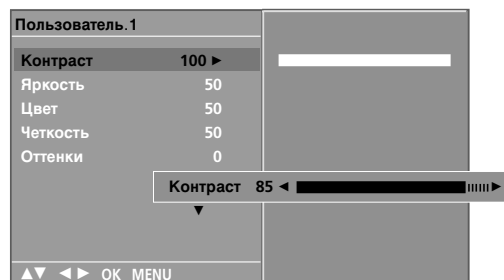 Пользователь.1
Контраст 100 ►
Яркость 50
Цвет 50
Четкость 50
Оттенки 0
Контраст 85 ◄ ►
▼
▲▼ ◄► OK MENU